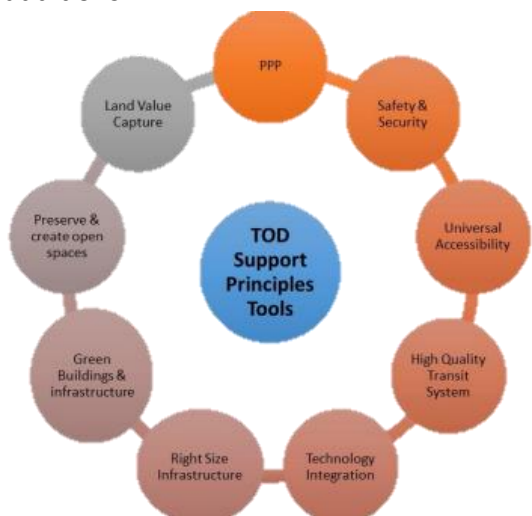 PPP
Safety &
Security
Universal
Accessibility
High Quality
Transit
System
Technology
Integration
Right Size
Infrastructure
Green
Buildings &
infrastructure
Preserve &
create open
spaces
Land Value
Capture
TOD
Support
Principles
Tools